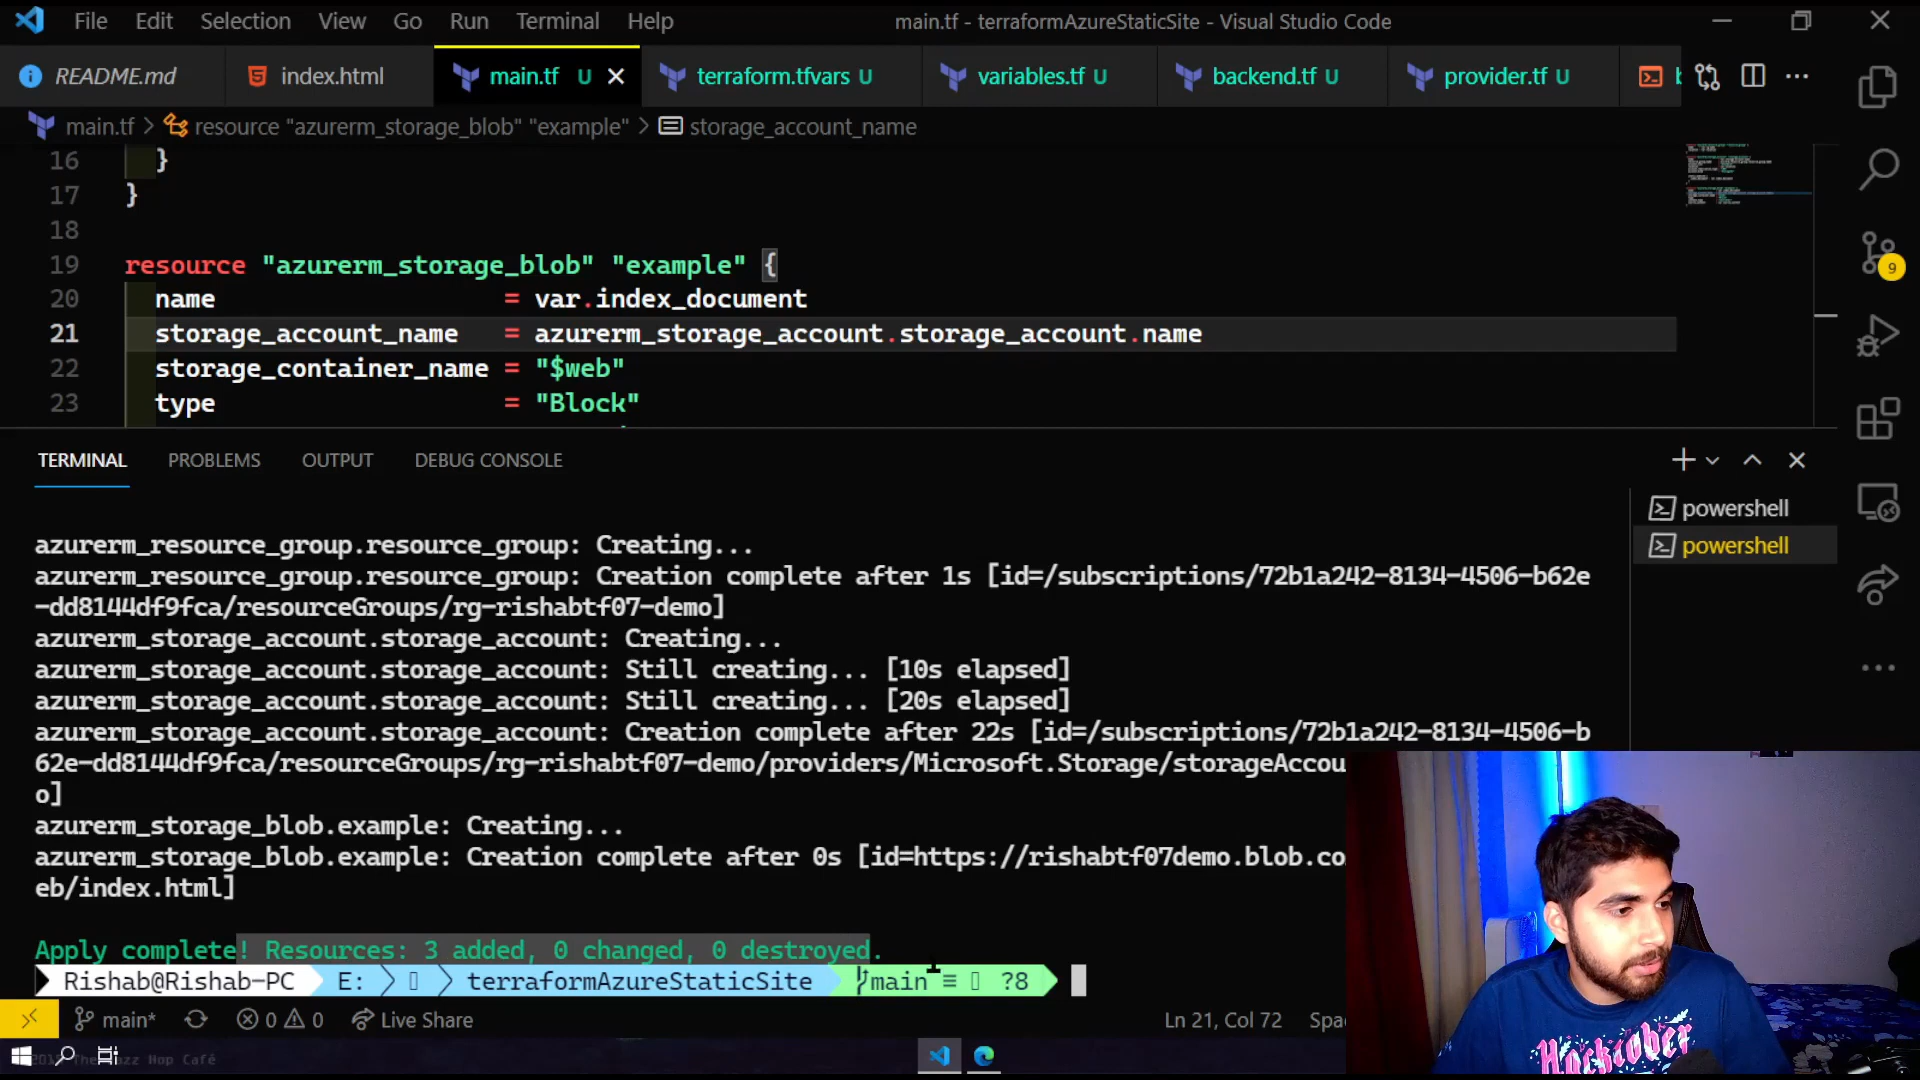 File Edit Selection View Go Run Terminal Help
main.tf - terraformAzureStaticSite - Visual Studio Code
README.md index.html main.tf U terraform.tfvars U variables.tf U backend.tf U provider.tf U
main.tf > resource "azurerm_storage_blob" "example" > storage_account_name
16 }
17 }
18
19 resource "azurerm_storage_blob" "example" {
20 name = var.index_document
21 storage_account_name = azurerm_storage_account.storage_account.name
22 storage_container_name = "$web"
23 type = "Block"
9
TERMINAL PROBLEMS OUTPUT DEBUG CONSOLE
powershell
powershell
azurerm_resource_group.resource_group: Creating...
azurerm_resource_group.resource_group: Creation complete after 1s [id=/subscriptions/72b1a242-8134-4506-b62e
-dd8144df9fca/resourceGroups/rg-rishabtf07-demo]
azurerm_storage_account.storage_account: Creating...
azurerm_storage_account.storage_account: Still creating... [10s elapsed]
azurerm_storage_account.storage_account: Still creating... [20s elapsed]
azurerm_storage_account.storage_account: Creation complete after 22s [id=/subscriptions/72b1a242-8134-4506-b
62e-dd8144df9fca/resourceGroups/rg-rishabtf07-demo/providers/Microsoft.Storage/storageAccou
o]
azurerm_storage_blob.example: Creating...
azurerm_storage_blob.example: Creation complete after 0s [id=https://rishabtf07demo.blob.co
eb/index.html]
Apply complete! Resources: 3 added, 0 changed, 0 destroyed.
Rishab@Rishab-PC E: terraformAzureStaticSite main ≡ ?8
main* 0 0 Live Share
Ln 21, Col 72 Spa
Hacktober